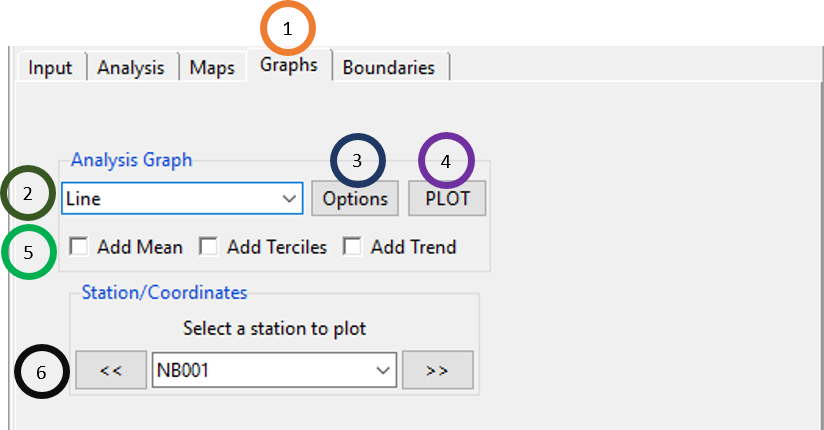 1
Input Analysis Maps Graphs Boundaries
3 4
Analysis Graph
2 Line Options PLOT
5 Add Mean Add Terciles Add Trend
Station/Coordinates
Select a station to plot
6 << NB001 >>